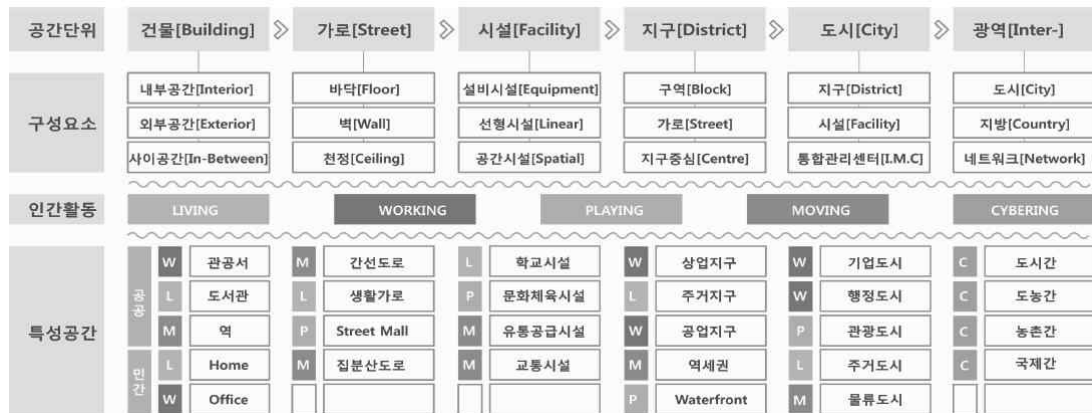 공간단위 건물[Building] 가로[Street] 시설[Facility] 지구[District] 도시[City] 광역[Inter-]
구성요소
내부공간[Interior] 바닥[Floor] 설비시설[Equipment] 구역[Block] 지구[District] 도시[City]
외부공간[Exterior] 벽[Wall] 선형시설[Linear] 가로[Street] 시설[Facility] 지방[Country]
사이공간[In-Between] 천정[Ceiling] 공간시설[Spatial] 지구중심[Centre] 통합관리센터[I.M.C] 네트워크[Network]
인간활동 LIVING WORKING PLAYING MOVING CYBERING
특성공간
공공
W 관공서 M 간선도로 L 학교시설 W 상업지구 W 기업도시 C 도시간
L 도서관 L 생활가로 P 문화체육시설 L 주거지구 W 행정도시 C 도농간
M 역 P Street Mall M 유통공급시설 W 공업지구 P 관광도시 C 농촌간
민간
L Home M 집분산도로 M 교통시설 M 역세권 L 주거도시 C 국제간
W Office P Waterfront M 물류도시